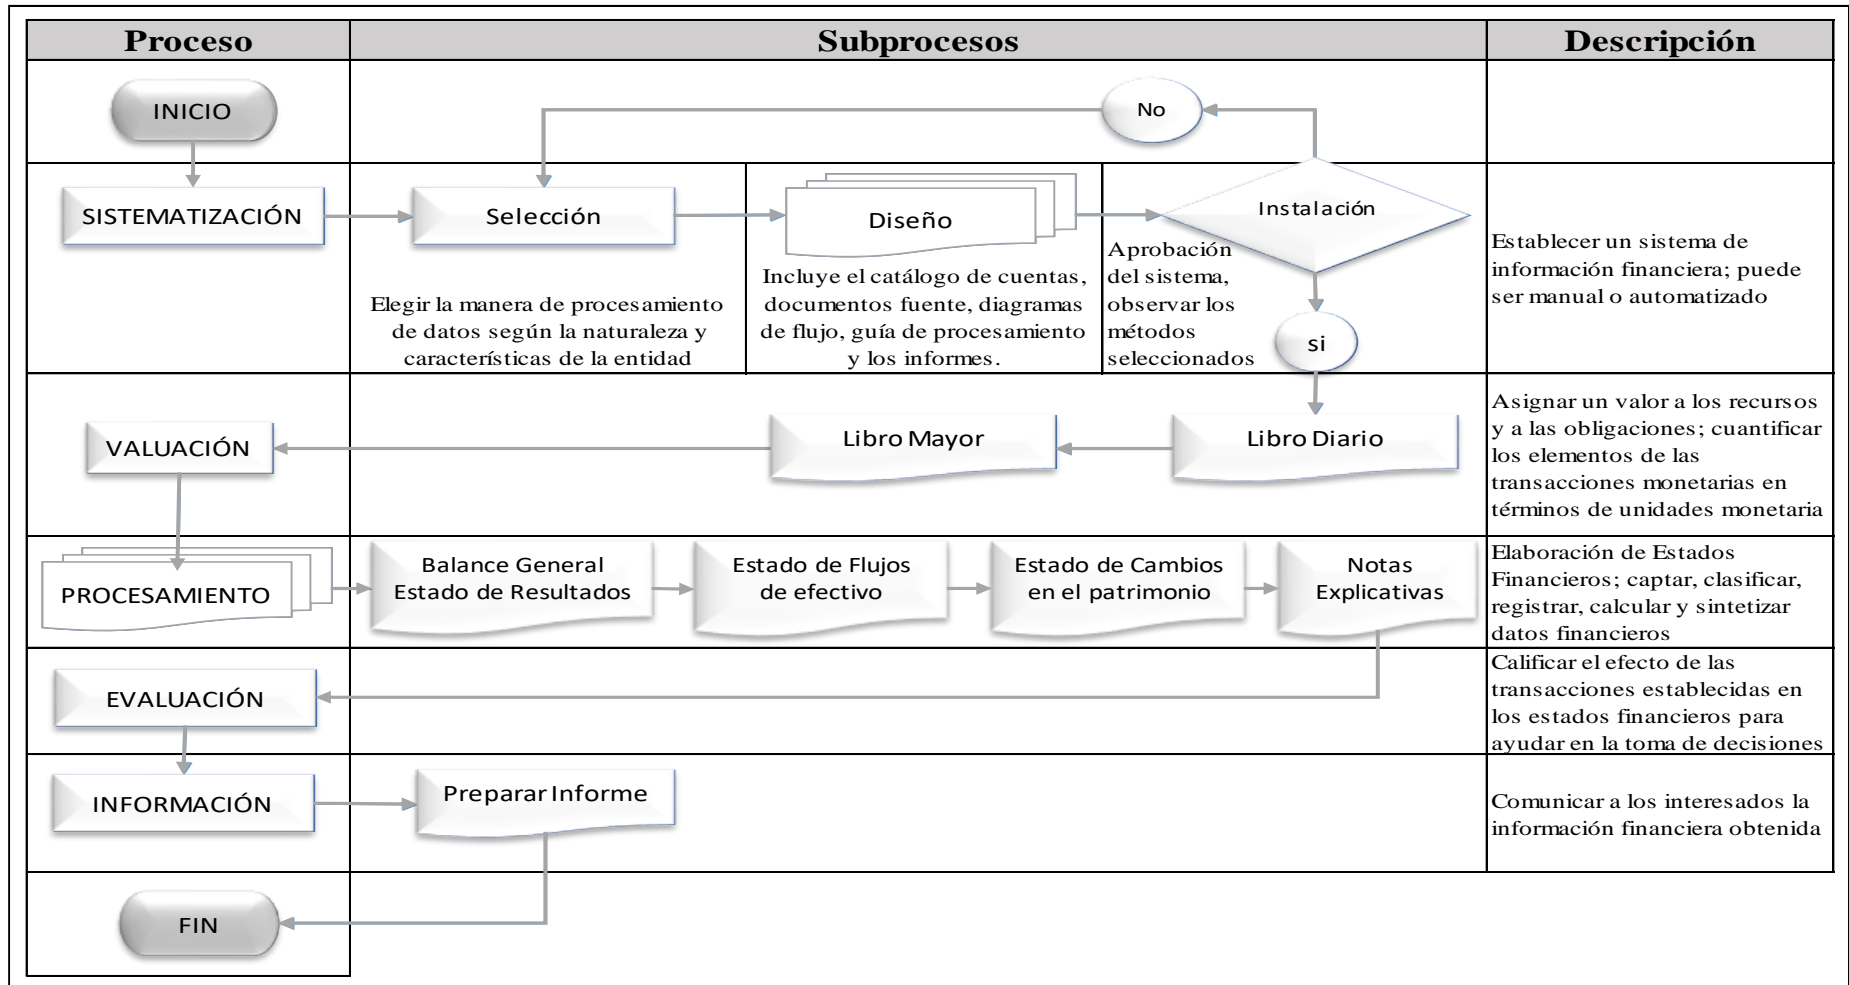 Proceso
Subprocesos
Descripción
INICIO
No
SISTEMATIZACIÓN
Selección
Elegir la manera de procesamiento
de datos según la naturaleza y
características de la entidad
Diseño
Incluye el catálogo de cuentas,
documentos fuente, diagramas
de flujo, guía de procesamiento
y los informes.
Instalación
Aprobación
del sistema,
observar los
métodos
seleccionados
si
Establecer un sistema de
información financiera; puede
ser manual o automatizado
VALUACIÓN
Libro Mayor
Libro Diario
Asignar un valor a los recursos
y a las obligaciones; cuantificar
los elementos de las
transacciones monetarias en
términos de unidades monetaria
PROCESAMIENTO
Balance General
Estado de Resultados
Estado de Flujos
de efectivo
Estado de Cambios
en el patrimonio
Notas
Explicativas
Elaboración de Estados
Financieros; captar, clasificar,
registrar, calcular y sintetizar
datos financieros
EVALUACIÓN
Calificar el efecto de las
transacciones establecidas en
los estados financieros para
ayudar en la toma de decisiones
INFORMACIÓN
Preparar Informe
Comunicar a los interesados la
información financiera obtenida
FIN